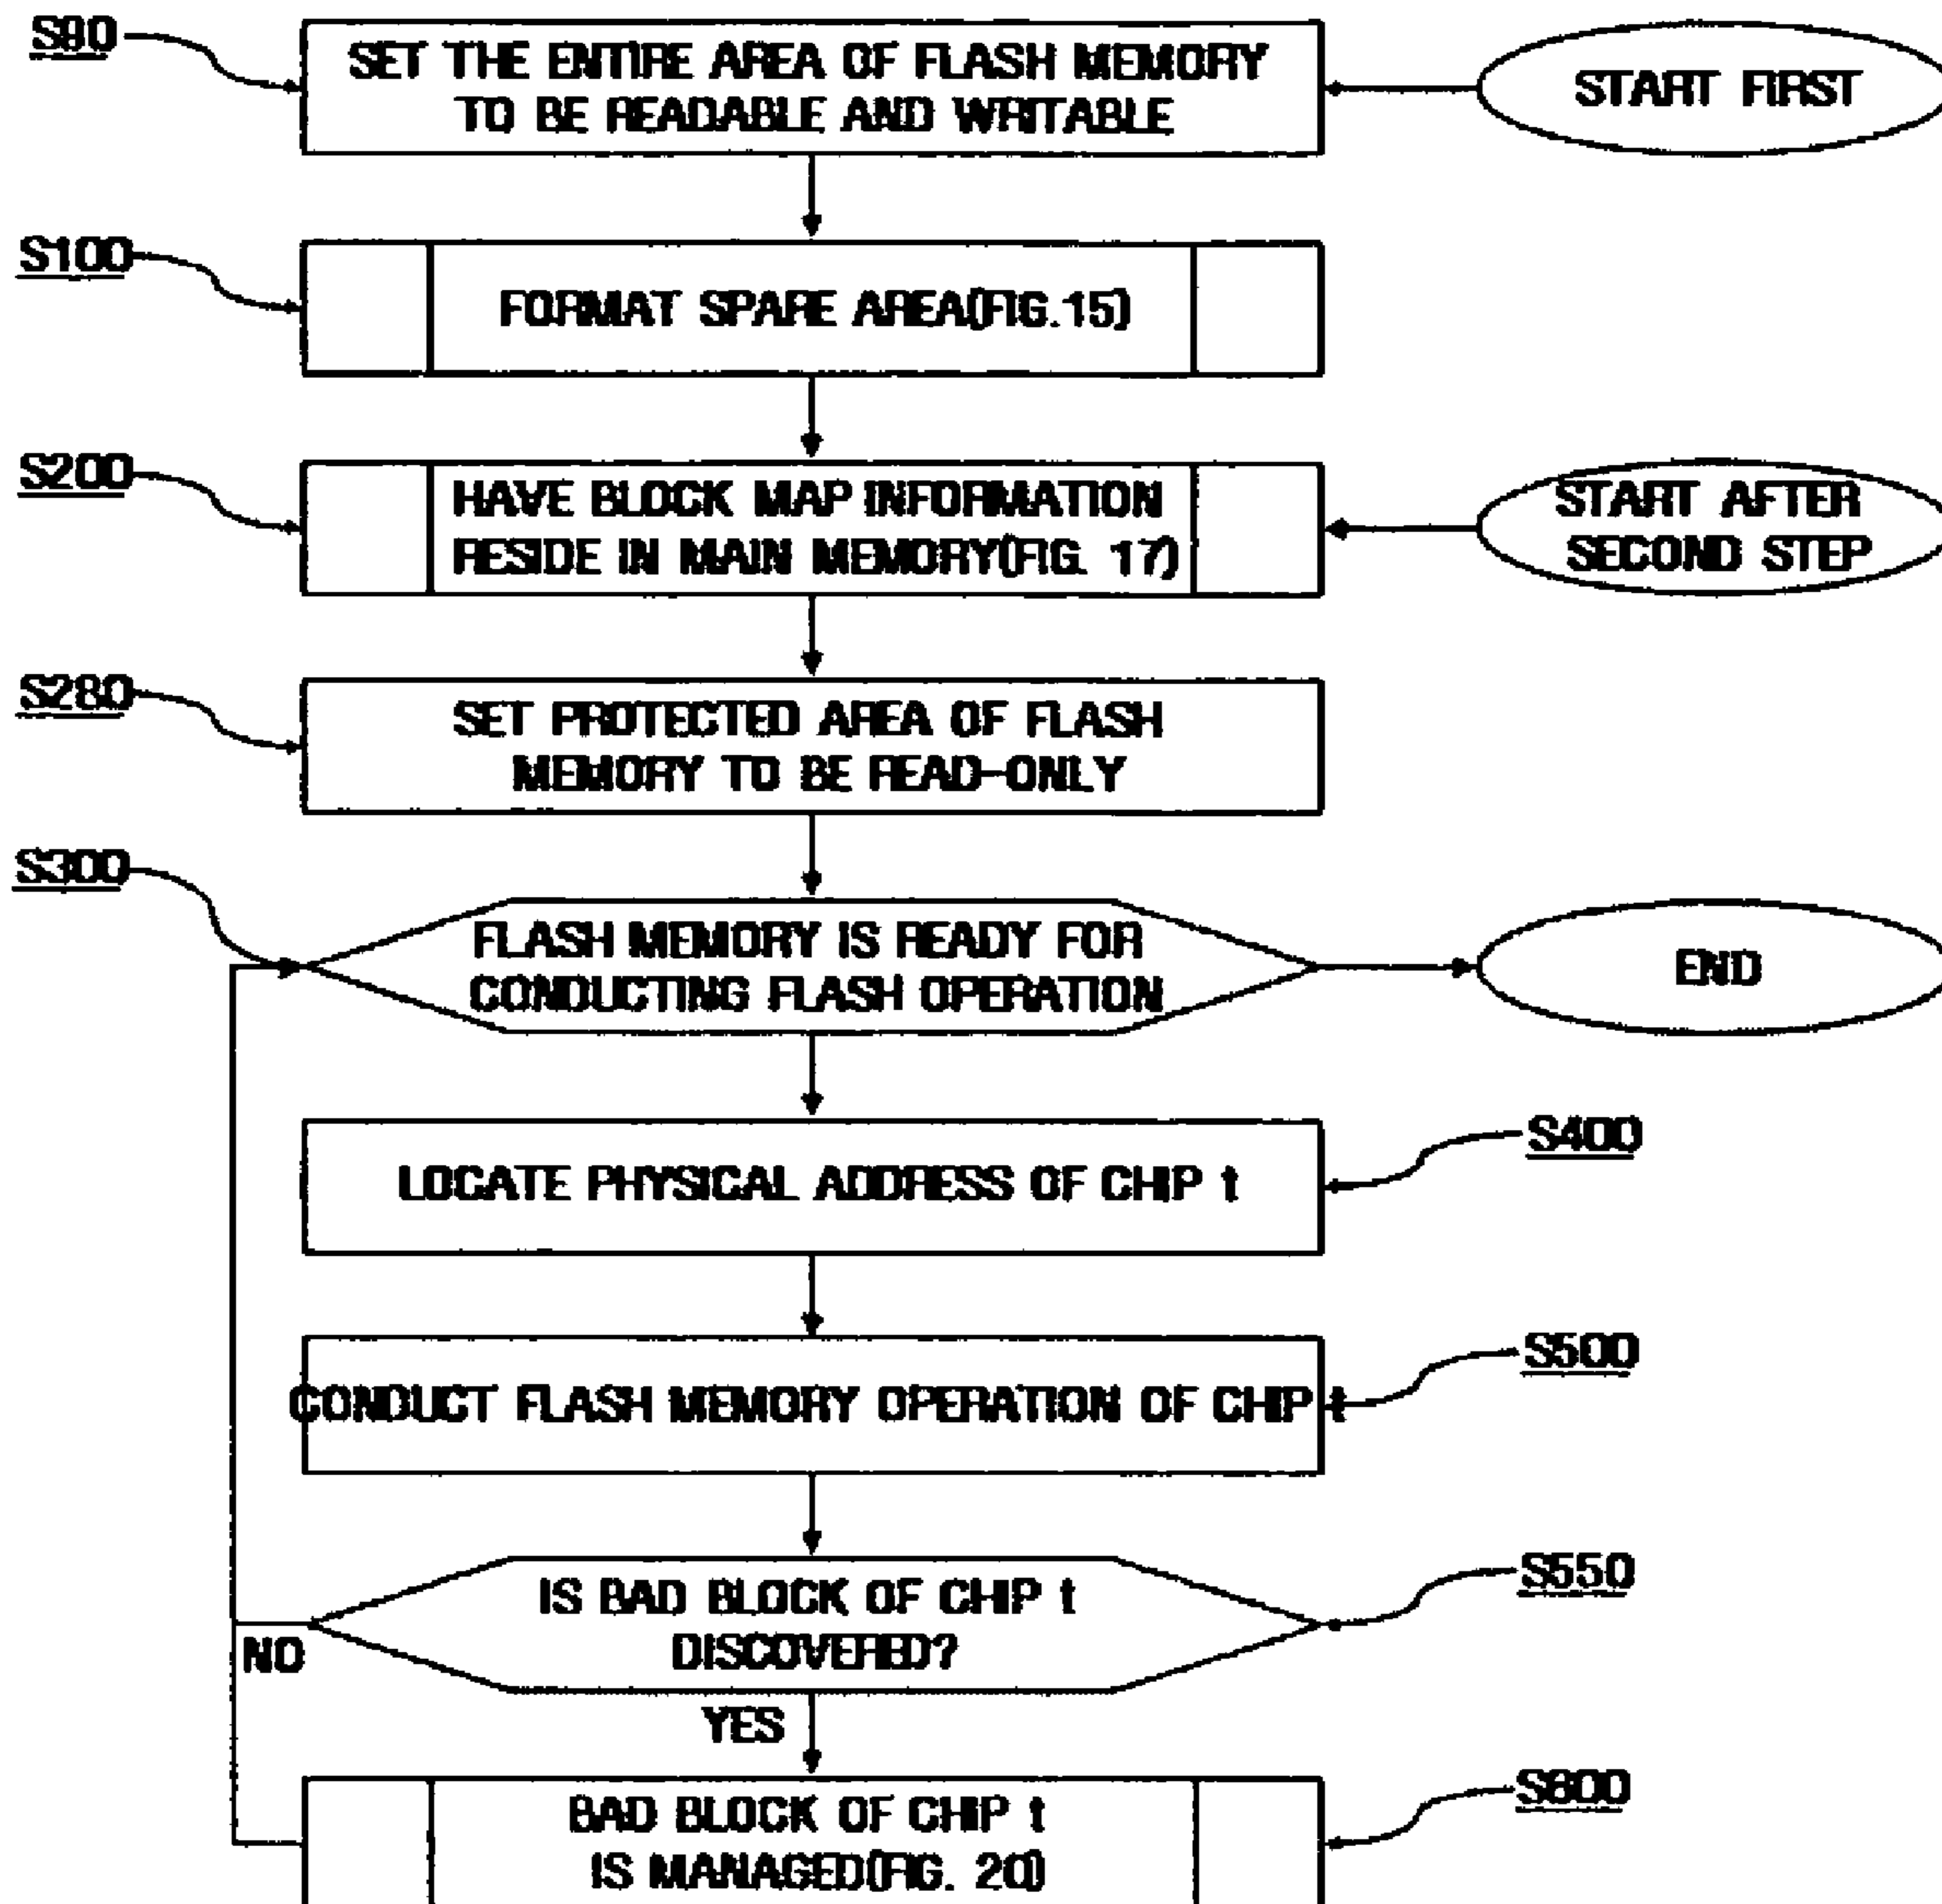 S80
SET THE ENTIRE AREA OF FLASH MEMORY
TO BE READABLE AND WRITABLE
START FIRST
S100
FORMAT SPARE AREA(FIG.15)
S200
HAVE BLOCK MAP INFORMATION
RESIDE IN MAIN MEMORY(FIG. 17)
START AFTER
SECOND STEP
S280
SET PROTECTED AREA OF FLASH
MEMORY TO BE READ-ONLY
S300
FLASH MEMORY IS READY FOR
CONDUCTING FLASH OPERATION
END
LOCATE PHYSICAL ADDRESS OF CHIP t
S400
CONDUCT FLASH MEMORY OPERATION OF CHIP t
S500
IS BAD BLOCK OF CHIP t
DISCOVERED?
S550
NO
YES
BAD BLOCK OF CHIP t
IS MANAGED(FIG. 20)
S600